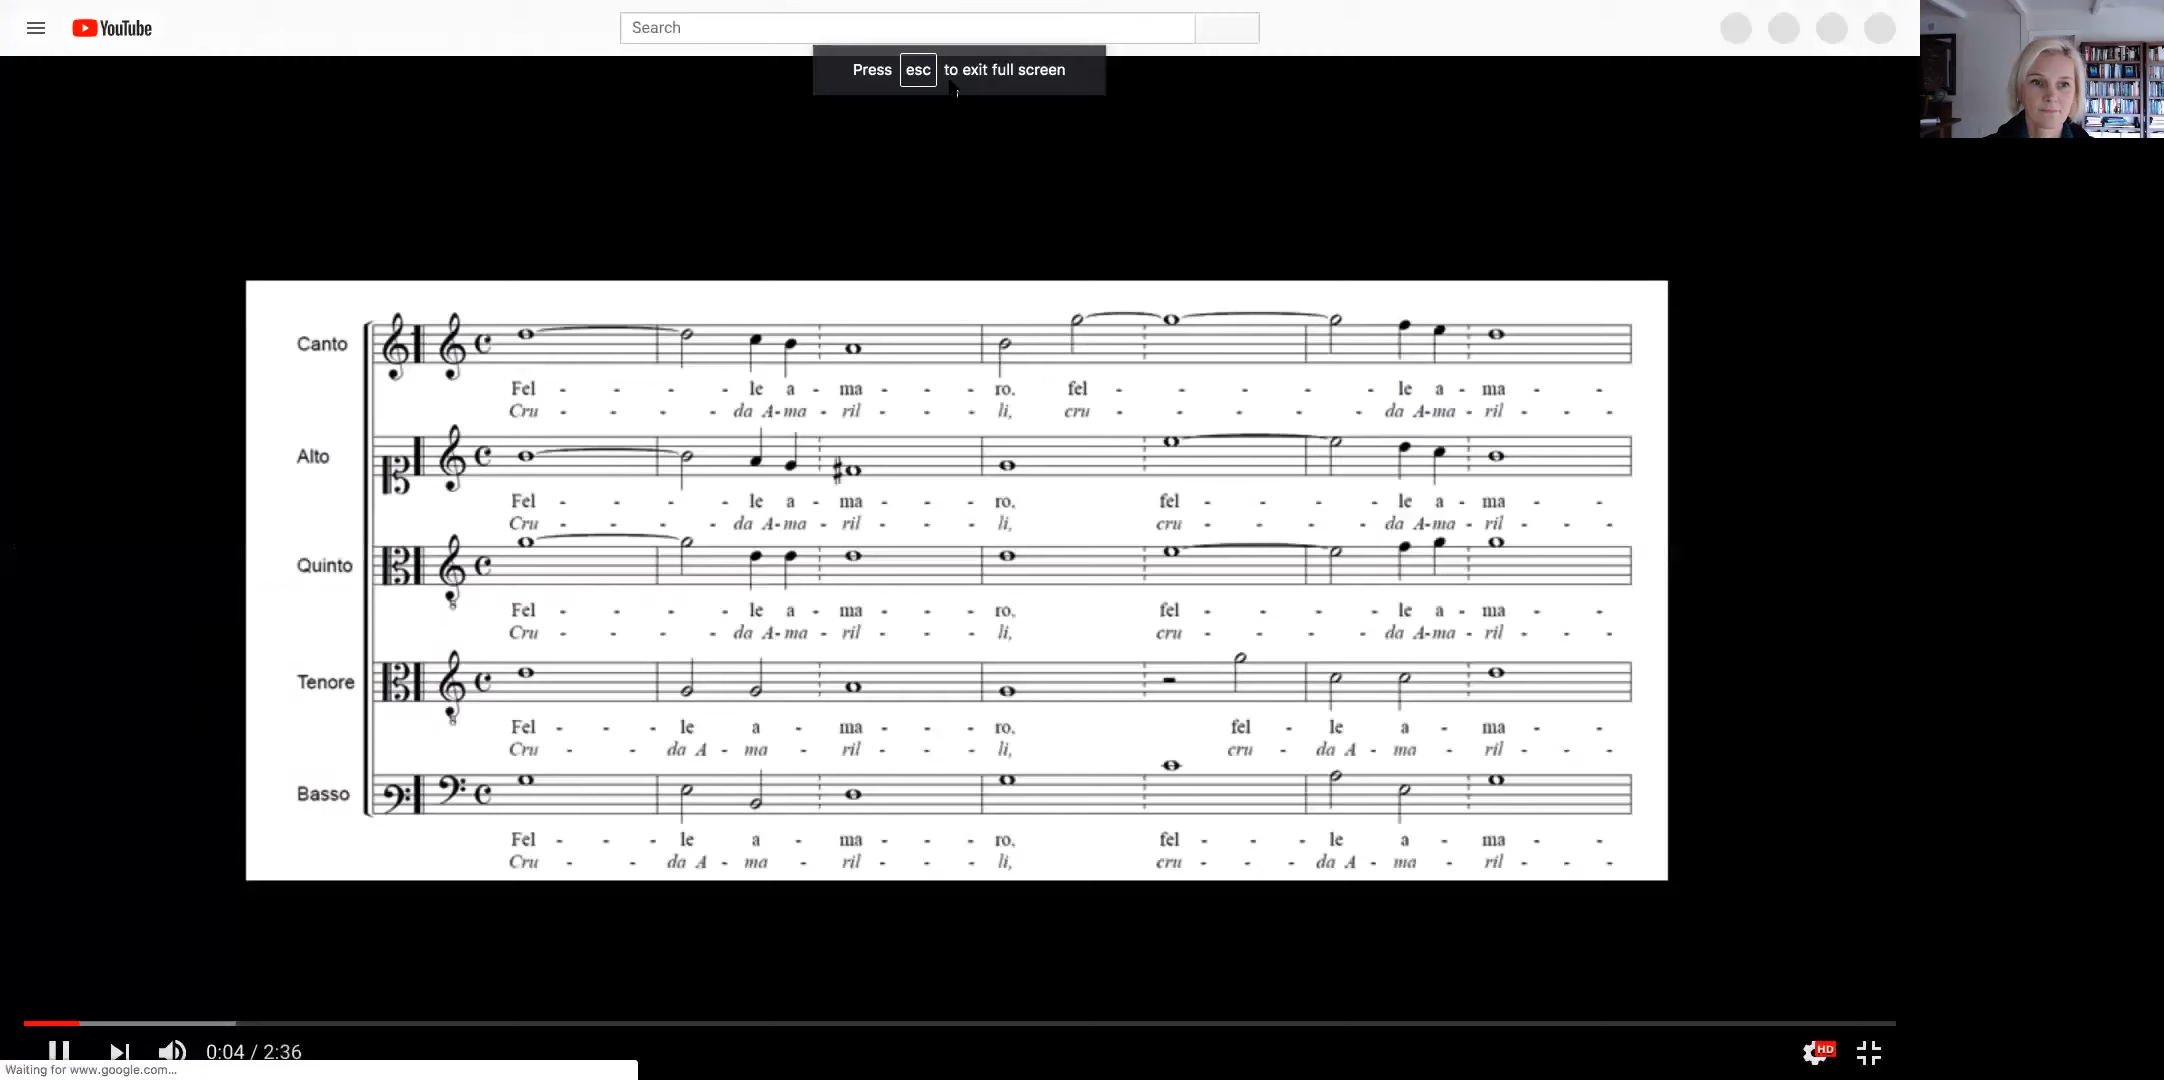 YouTube
Search
Press esc to exit full screen
Canto
Fel - - - - le a - ma - - - ro. fel - - - - - le a - ma - -
Cru - - - - da A-ma - ril - - - li, cru - - - - - da A-ma - ril - - -
Alto
Fel - - - - le a - ma - - - ro, fel - - - - le a - ma - -
Cru - - - - da A-ma - ril - - - li, cru - - - - da A-ma - ril - - -
Quinto
Fel - - - - le a - ma - - - ro, fel - - - - le a - ma - -
Cru - - - - da A-ma - ril - - - li, cru - - - - da A-ma - ril - - -
Tenore
Fel - - - le a - ma - - - ro, fel - le a - ma - -
Cru - - da A - ma - ril - - - li, cru - da A - ma - ril - - -
Basso
Fel - - - le a - ma - - - ro, fel - - - le a - ma - -
Cru - - da A - ma - ril - - - li, cru - - - da A - ma - ril - - -
0:04 / 2:36
HD
Waiting for www.google.com...